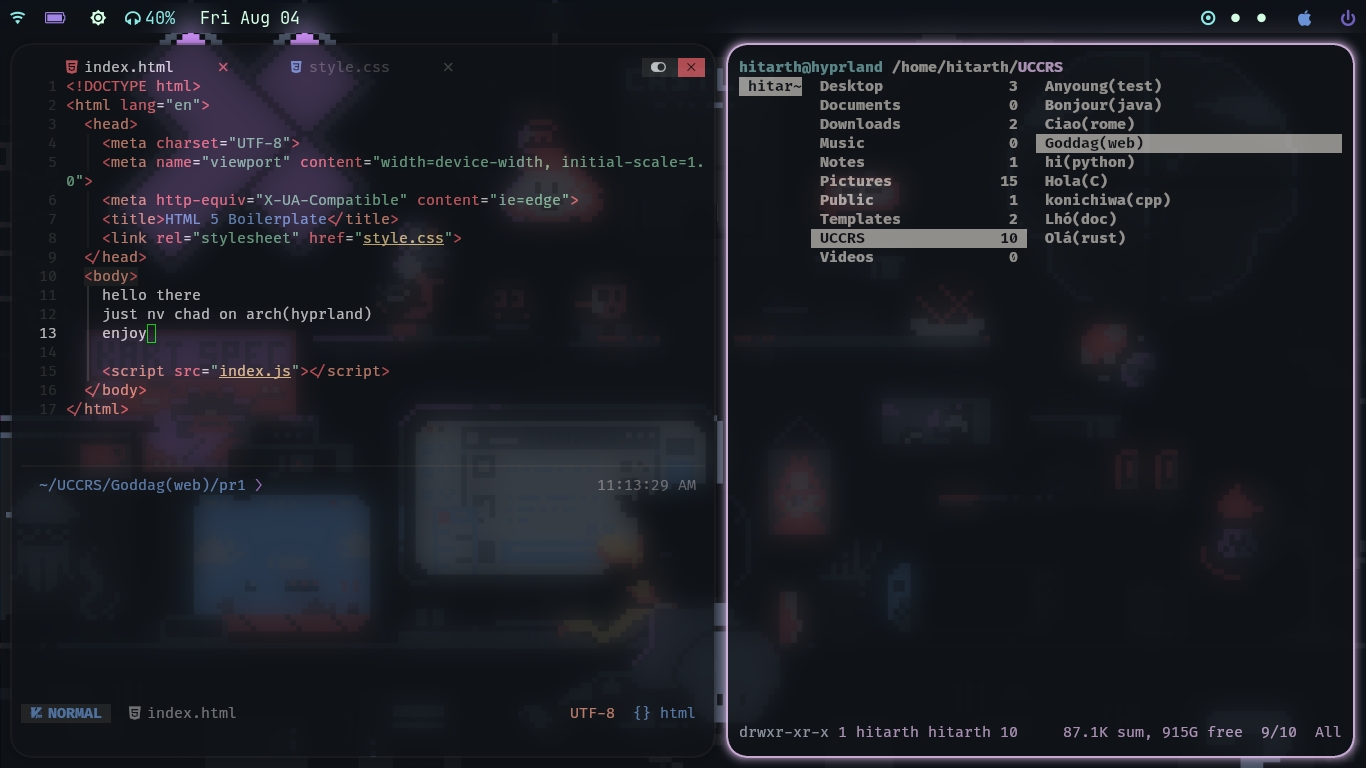 40% Fri Aug 04
index.html × style.css ×
1 <!DOCTYPE html>
2 <html lang="en">
3 <head>
4 <meta charset="UTF-8">
5 <meta name="viewport" content="width=device-width, initial-scale=1.
0">
6 <meta http-equiv="X-UA-Compatible" content="ie=edge">
7 <title>HTML 5 Boilerplate</title>
8 <link rel="stylesheet" href="style.css">
9 </head>
10 <body>
11 hello there
12 just nv chad on arch(hyprland)
13 enjoy
14
15 <script src="index.js"></script>
16 </body>
17 </html>
~/UCCRS/Goddag(web)/pr1 ❯ 11:13:29 AM
NORMAL index.html UTF-8 {} html
hitarth@hyprland /home/hitarth/UCCRS
hitar~ Desktop 3 Anyoung(test)
Documents 0 Bonjour(java)
Downloads 2 Ciao(rome)
Music 0 Goddag(web)
Notes 1 hi(python)
Pictures 15 Hola(C)
Public 1 konichiwa(cpp)
Templates 2 Lhó(doc)
UCCRS 10 Olá(rust)
Videos 0
drwxr-xr-x 1 hitarth hitarth 10 87.1K sum, 915G free 9/10 All